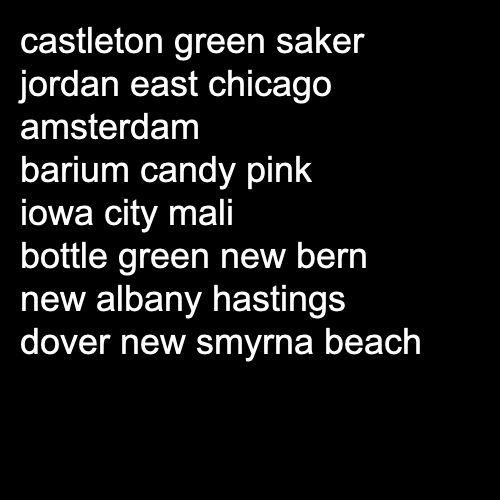 castleton green saker
jordan east chicago
amsterdam
barium candy pink
iowa city mali
bottle green new bern
new albany hastings
dover new smyrna beach